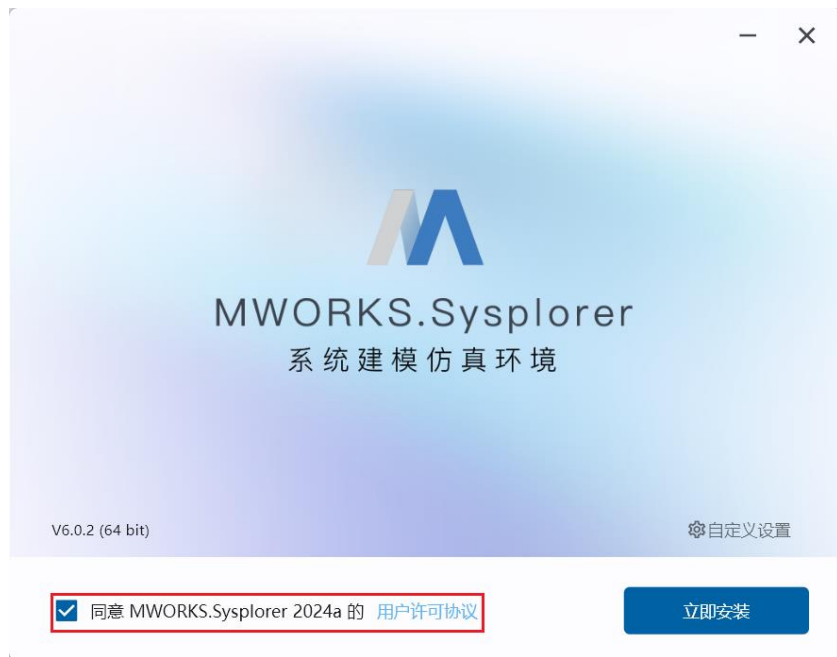 MWORKS.Sysplorer
系统建模仿真环境
V6.0.2 (64 bit)
自定义设置
同意 MWORKS.Sysplorer 2024a 的 用户许可协议
立即安装